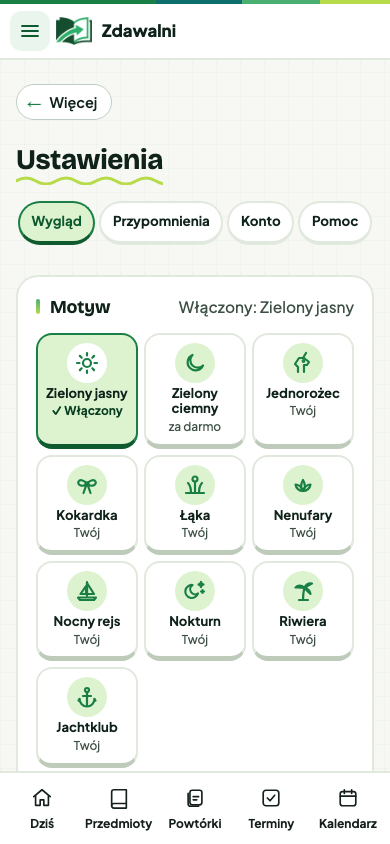 Zdawalni
← Więcej
Ustawienia
Wygląd
Przypomnienia
Konto
Pomoc
Motyw
Włączony: Zielony jasny
Zielony jasny
✓ Włączony
Zielony
ciemny
za darmo
Jednorożec
Twój
Kokardka
Twój
Łąka
Twój
Nenufary
Twój
Nocny rejs
Twój
Nokturn
Twój
Riwiera
Twój
Jachtklub
Twój
Dziś
Przedmioty
Powtórki
Terminy
Kalendarz